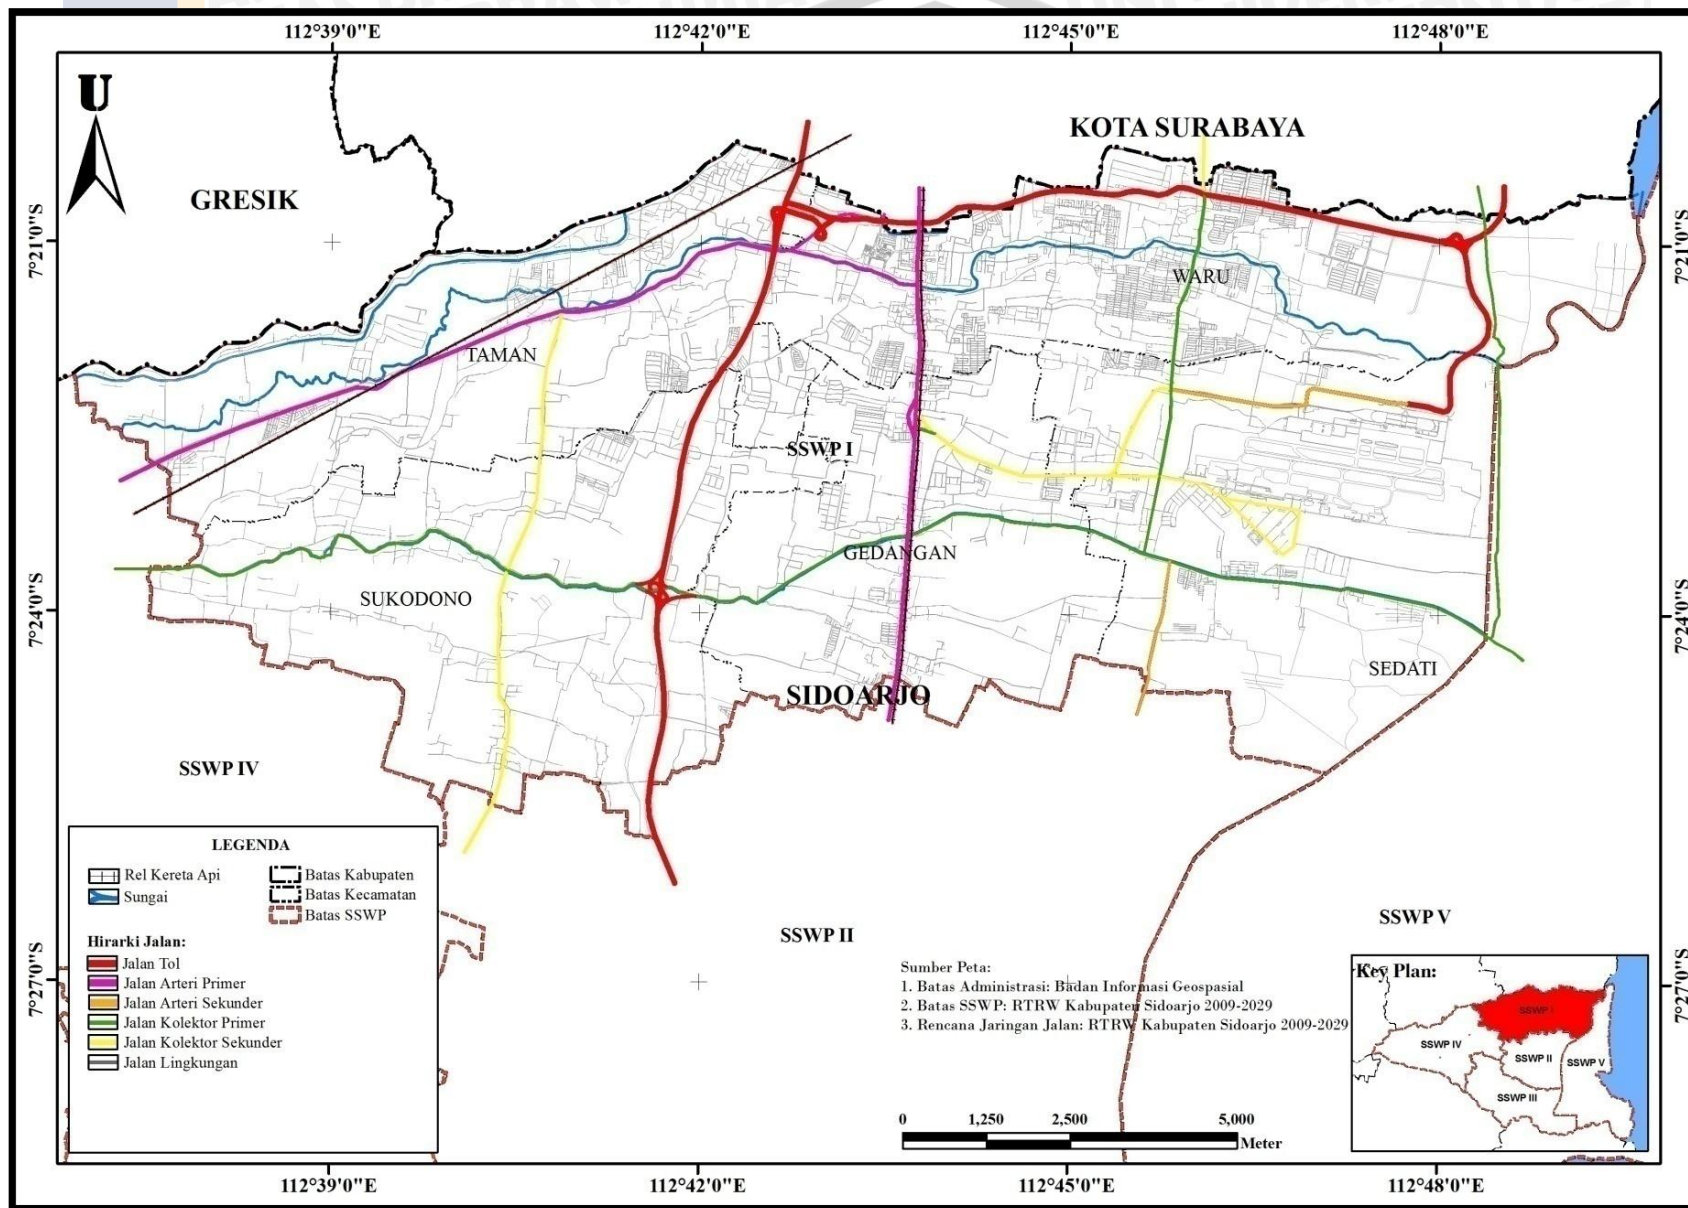 112°39'0"E 112°42'0"E 112°45'0"E 112°48'0"E
U
KOTA SURABAYA
GRESIK
7°21'0"S 7°21'0"S
WARU
TAMAN
SSWP I
GEDANGAN
SUKODONO
7°24'0"S 7°24'0"S
SEDATI
SIDOARJO
SSWP IV
SSWP V
SSWP II
LEGENDA
Rel Kereta Api
Sungai
Batas Kabupaten
Batas Kecamatan
Batas SSWP
Hirarki Jalan:
Jalan Tol
Jalan Arteri Primer
Jalan Arteri Sekunder
Jalan Kolektor Primer
Jalan Kolektor Sekunder
Jalan Lingkungan
7°27'0"S 7°27'0"S
Sumber Peta:
1. Batas Administrasi: Badan Informasi Geospasial
2. Batas SSWP: RTRW Kabupaten Sidoarjo 2009-2029
3. Rencana Jaringan Jalan: RTRW Kabupaten Sidoarjo 2009-2029
0 1,250 2,500 5,000
Meter
Key Plan:
SSWP I
SSWP IV
SSWP II
SSWP V
SSWP III
112°39'0"E 112°42'0"E 112°45'0"E 112°48'0"E